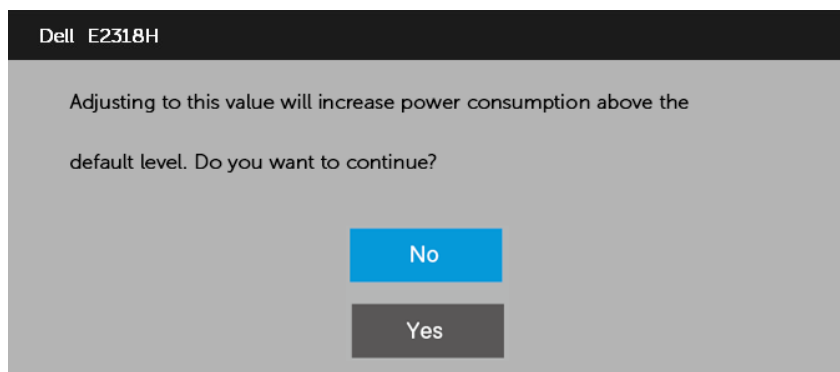 Dell E2318H
Adjusting to this value will increase power consumption above the
default level. Do you want to continue?
No
Yes